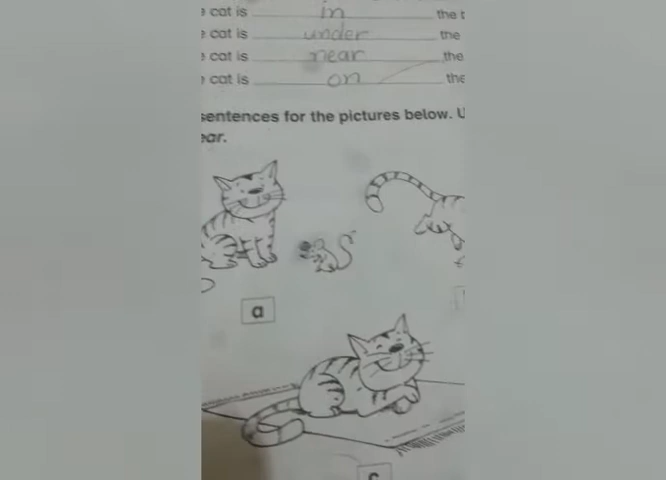 cat is in the
cat is under the
cat is near the
cat is on the
sentences for the pictures below.
ear.
a